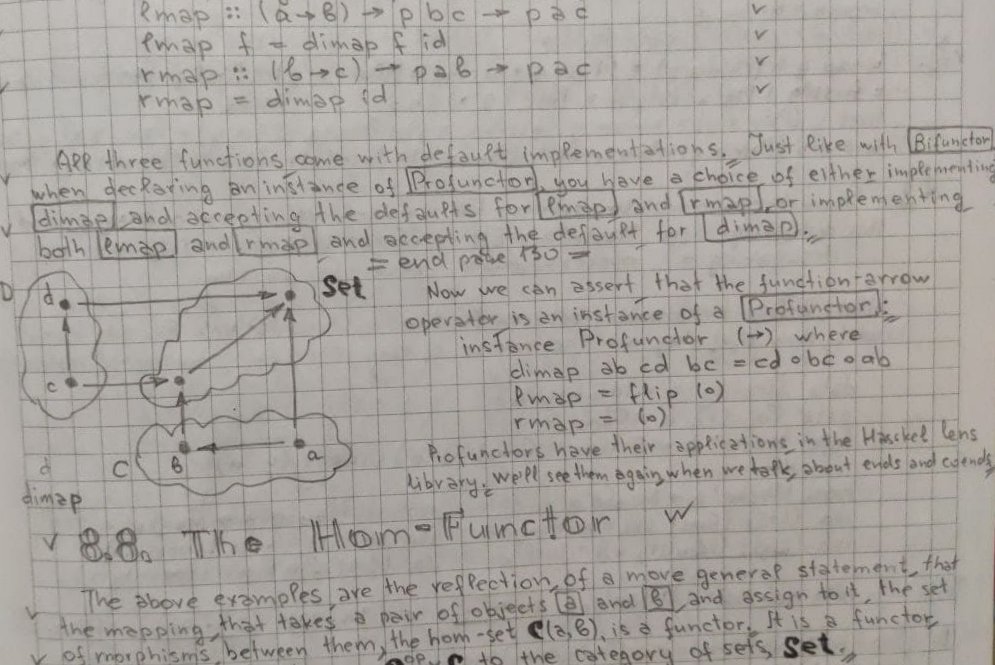 lmap :: (a → b) → p b c → p a c
lmap f = dimap f id
rmap :: (b → c) → p a b → p a c
rmap = dimap id
All three functions come with default implementations. Just like with Bifunctor
when declaring an instance of Profunctor, you have a choice of either implementing
dimap and accepting the defaults for lmap and rmap, or implementing
both lmap and rmap and accepting the default for dimap.
= end page 130 =
D
d
Set
c
C
b
a
d
dimap
Now we can assert that the function-arrow
operator is an instance of a Profunctor:
instance Profunctor (→) where
dimap ab cd bc = cd ∘ bc ∘ ab
lmap = flip (∘)
rmap = (∘)
Profunctors have their applications in the Haskel lens
library. We'll see them again when we talk about ends and coends.
8.8. The Hom-Functor
The above examples are the reflection of a more general statement that
the mapping that takes a pair of objects a and b and assign to it the set
of morphisms between them, the hom-set C(a,b), is a functor. It is a functor
to the category of sets, Set.